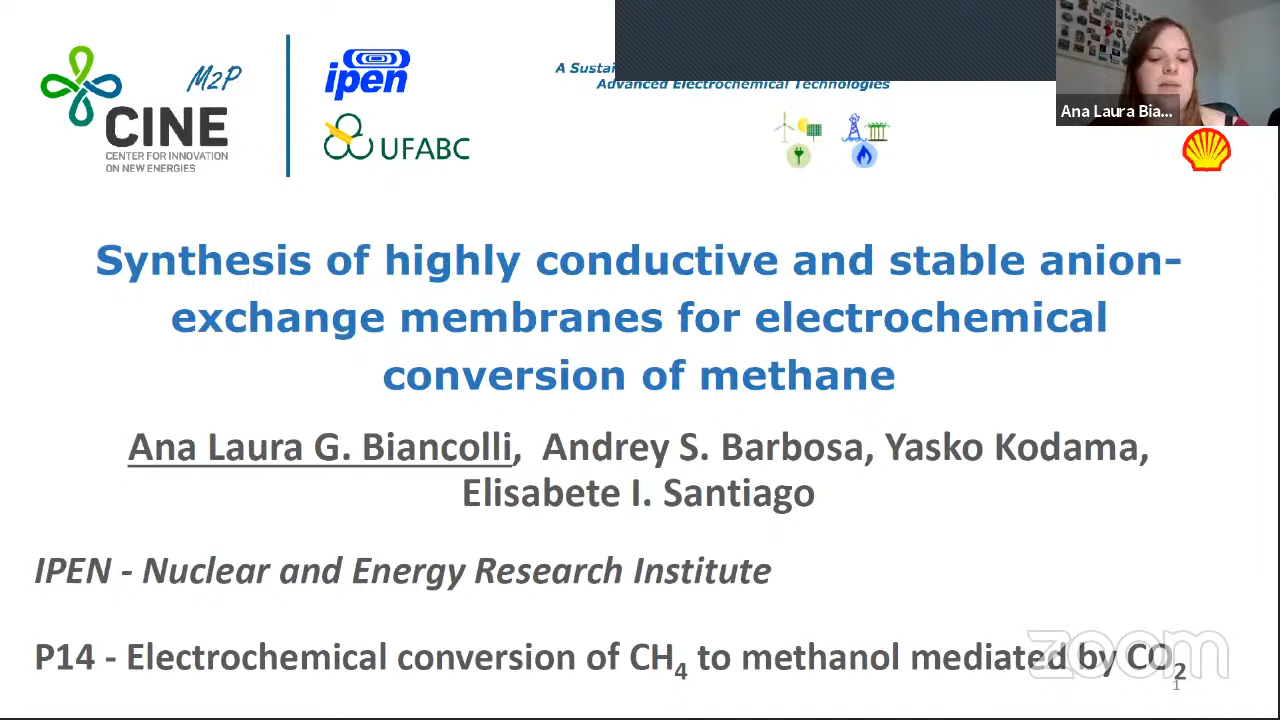 M2P
CINE
CENTER FOR INNOVATION
ON NEW ENERGIES
ipen
UFABC
A Sustai
Advanced Electrochemical Technologies
Ana Laura Bia...
Synthesis of highly conductive and stable anion-
exchange membranes for electrochemical
conversion of methane
Ana Laura G. Biancolli, Andrey S. Barbosa, Yasko Kodama,
Elisabete I. Santiago
IPEN - Nuclear and Energy Research Institute
P14 - Electrochemical conversion of CH4 to methanol mediated by CO2
zoom
1